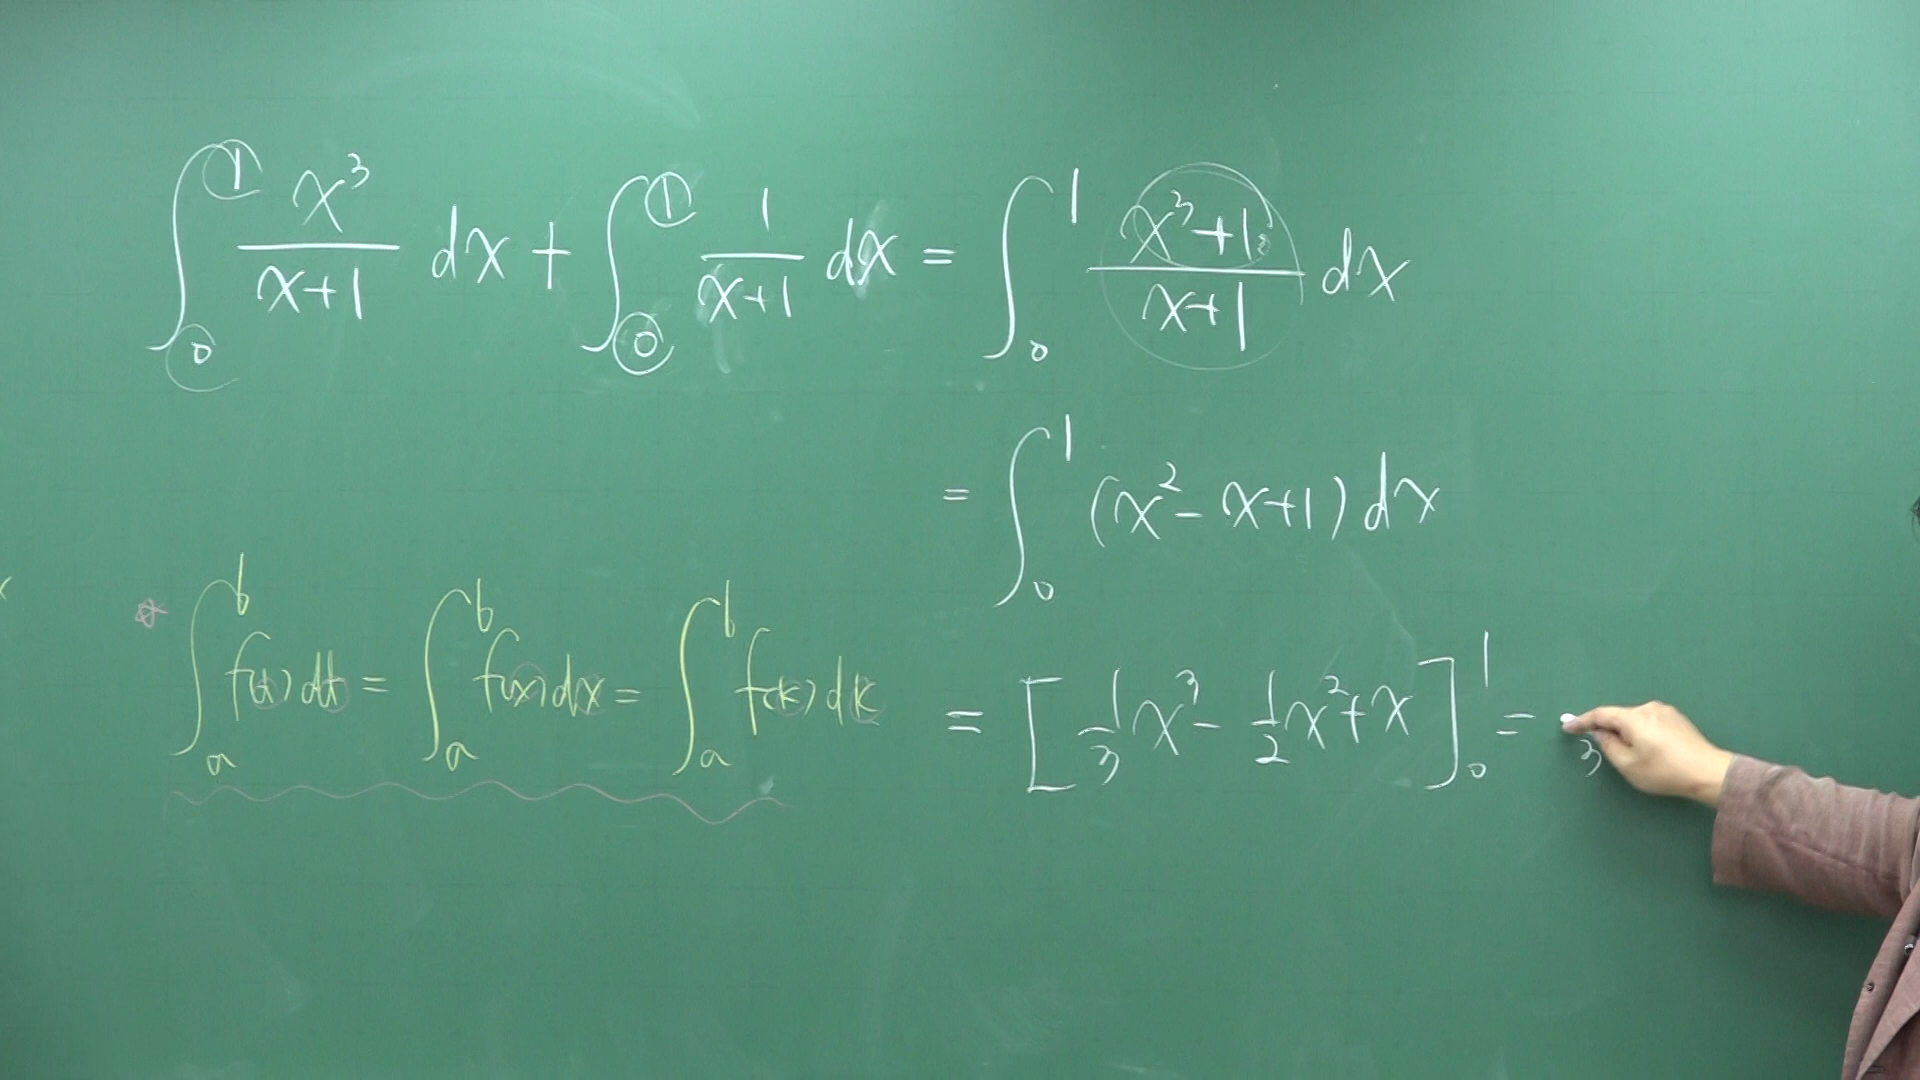 ∫₀¹ x³/(x+1) dx + ∫₀¹ 1/(x+1) dx = ∫₀¹ (x³+1)/(x+1) dx
= ∫₀¹ (x²-x+1)dx
= [1/3 x³ - 1/2 x² + x]₀¹ = 3
☆ ∫ₐᵇ f(t)dt = ∫ₐᵇ f(x)dx = ∫ₐᵇ f(k)dk